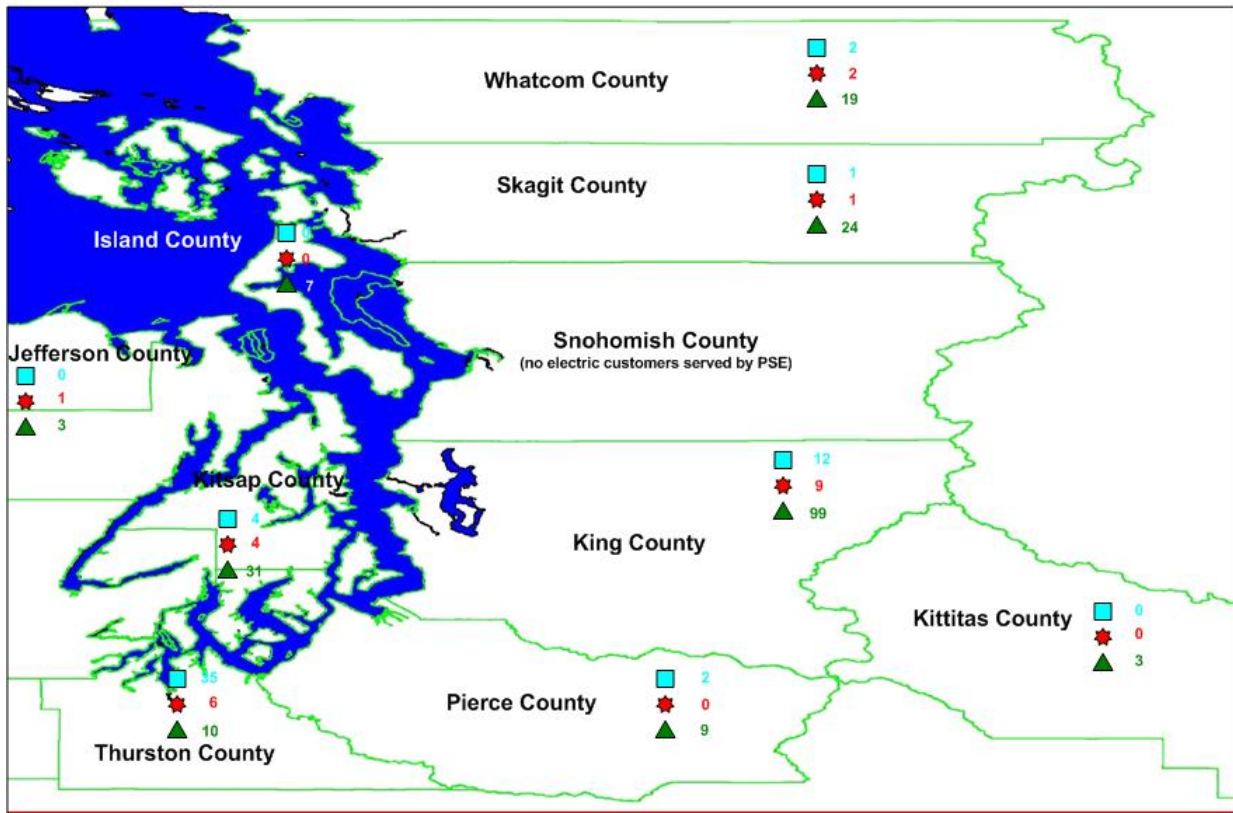 Whatcom County
2
2
19
Skagit County
1
1
24
Island County
0
0
7
Snohomish County
(no electric customers served by PSE)
Jefferson County
0
1
3
Kitsap County
4
4
31
King County
12
9
99
Kittitas County
0
0
3
Thurston County
35
6
10
Pierce County
2
0
9